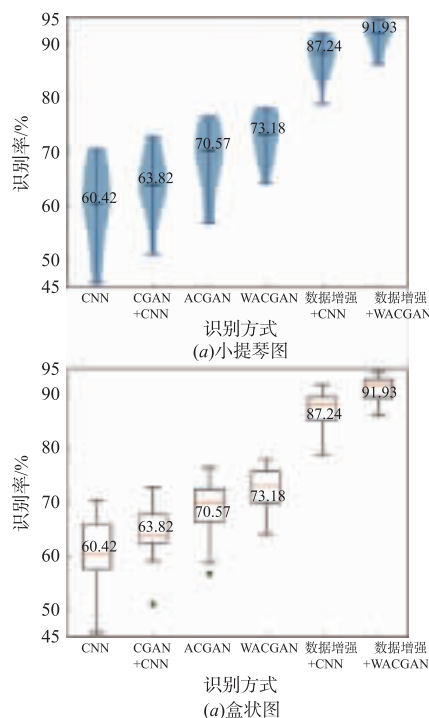 95
91.93
90
87.24
80
识别率/%
73.18
70
70.57
63.82
60
60.42
50
45
CNN
CGAN
+CNN
ACGAN
WACGAN
数据增强
+CNN
数据增强
+WACGAN
识别方式
(a)小提琴图
95
91.93
90
87.24
80
识别率/%
73.18
70
70.57
63.82
60
60.42
50
45
CNN
CGAN
+CNN
ACGAN
WACGAN
数据增强
+CNN
数据增强
+WACGAN
识别方式
(a)盒状图